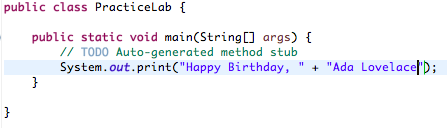 public class PracticeLab {
public static void main(String[] args) {
// TODO Auto-generated method stub
System.out.print("Happy Birthday, " + "Ada Lovelace");
}
}